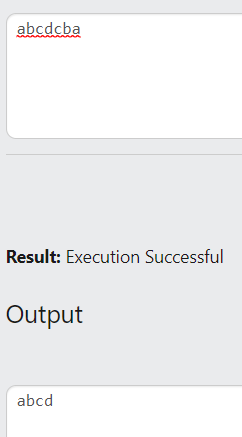 abcdcba
Result: Execution Successful
Output
abcd